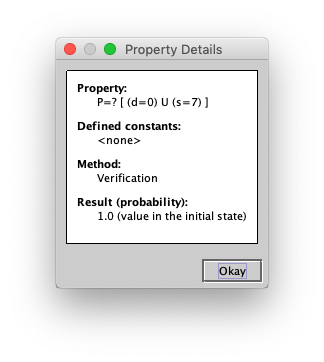 Property Details
Property:
P=? [ (d=0) U (s=7) ]
Defined constants:
<none>
Method:
Verification
Result (probability):
1.0 (value in the initial state)
Okay